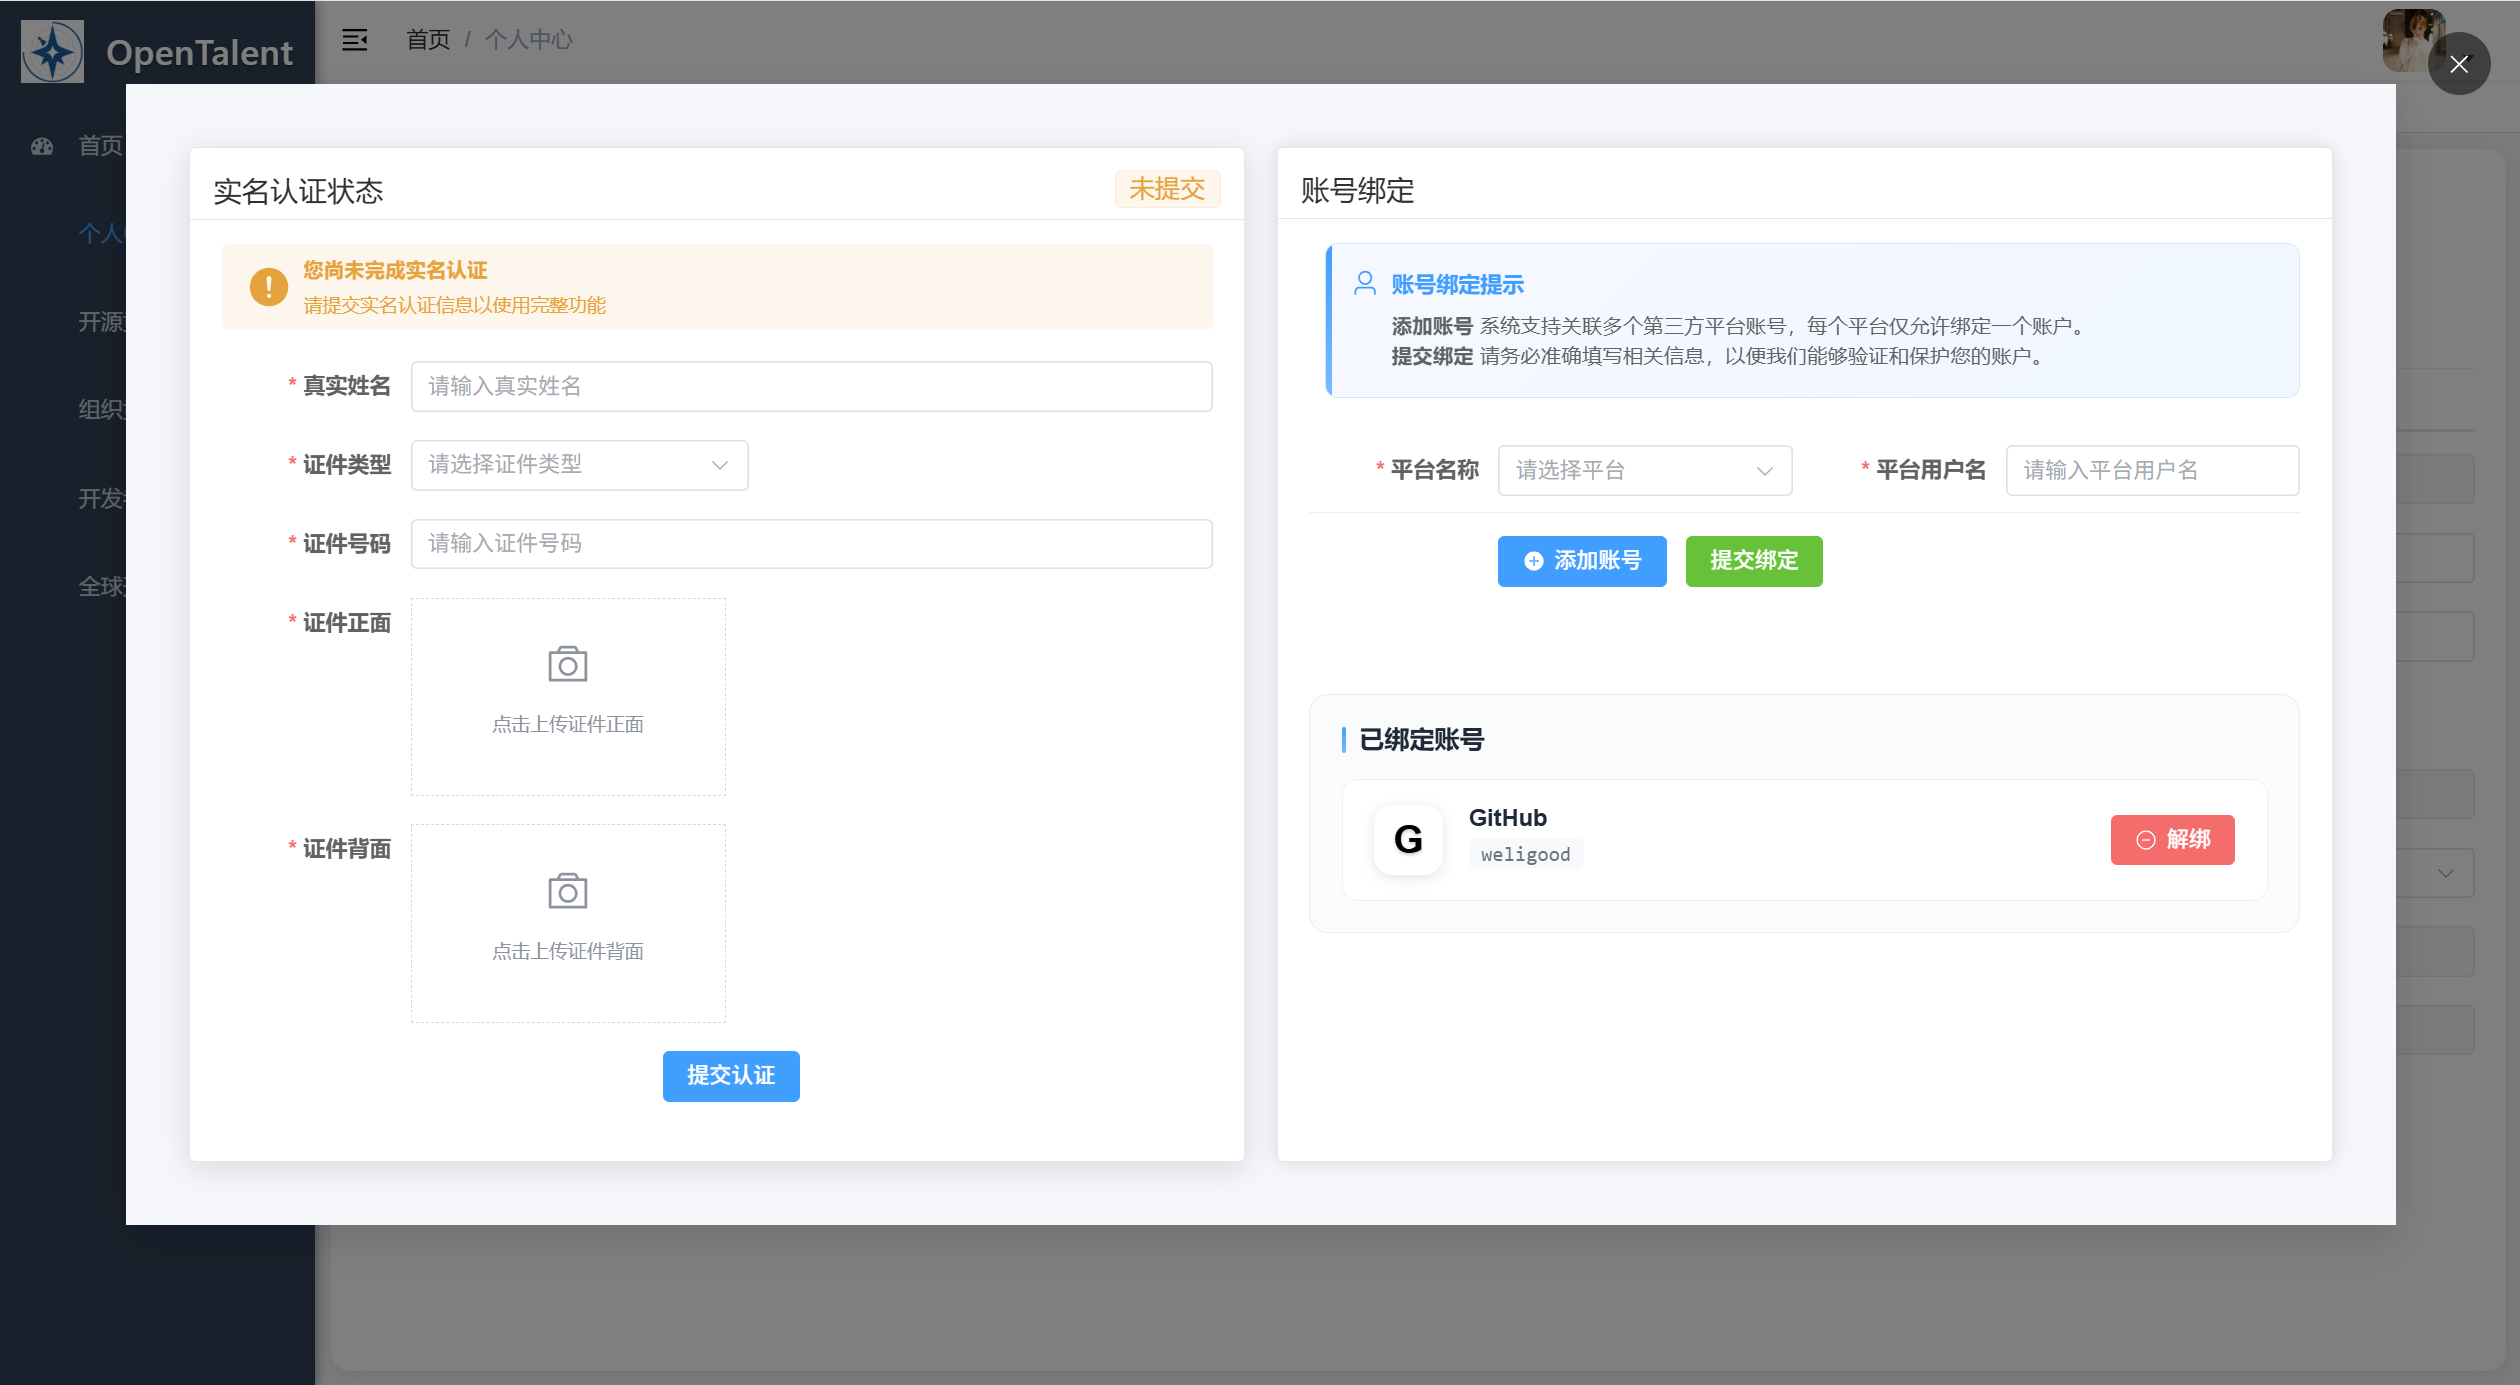 OpenTalent
首页 / 个人中心
首页
个人
开源
组织
开发
全球
实名认证状态
未提交
您尚未完成实名认证
请提交实名认证信息以使用完整功能
* 真实姓名 请输入真实姓名
* 证件类型 请选择证件类型
* 证件号码 请输入证件号码
* 证件正面
点击上传证件正面
* 证件背面
点击上传证件背面
提交认证
账号绑定
账号绑定提示
添加账号 系统支持关联多个第三方平台账号，每个平台仅允许绑定一个账户。
提交绑定 请务必准确填写相关信息，以便我们能够验证和保护您的账户。
* 平台名称 请选择平台 * 平台用户名 请输入平台用户名
添加账号 提交绑定
已绑定账号
G
GitHub
weligood
解绑